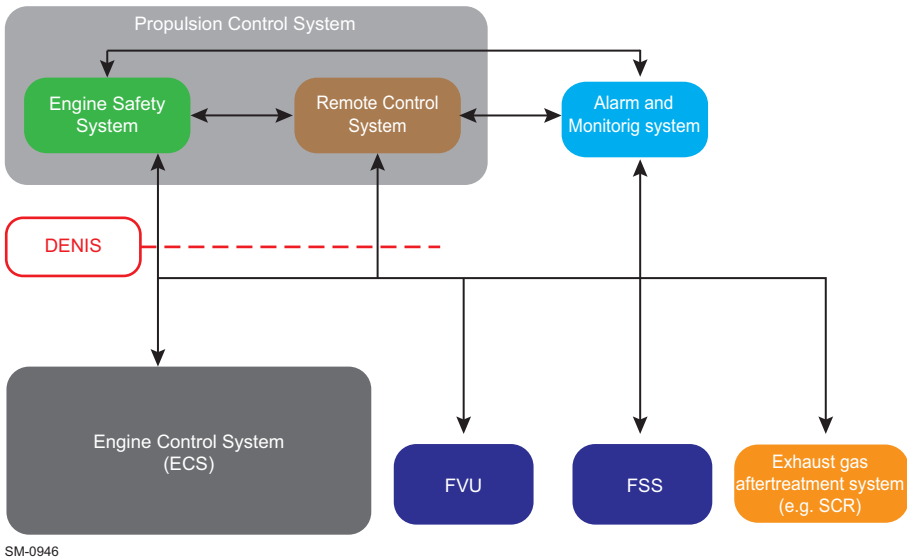 Propulsion Control System
Engine Safety
System
Remote Control
System
Alarm and
Monitorig system
DENIS
Engine Control System
(ECS)
FVU
FSS
Exhaust gas
aftertreatment system
(e.g. SCR)
SM-0946